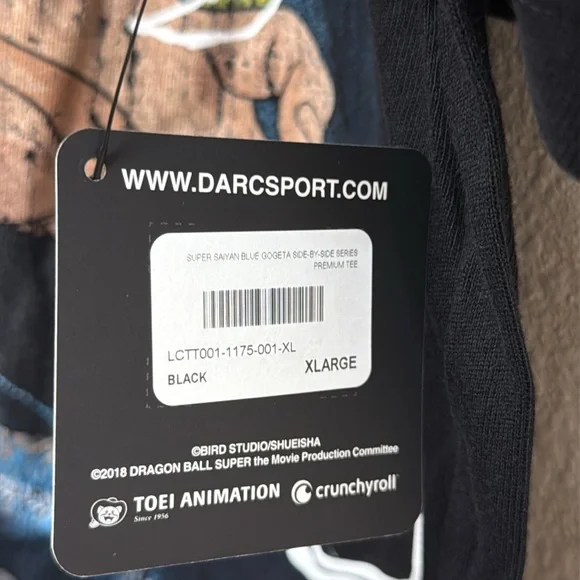 WWW.DARCSPORT.COM
SUPER SAIYAN BLUE GOGETA SIDE-BY-SIDE SERIES
PREMIUM TEE
LCTT001-1175-001-XL
BLACK
XLARGE
©BIRD STUDIO/SHUEISHA
©2018 DRAGON BALL SUPER the Movie Production Committee
TOEI ANIMATION
Since 1956
crunchyroll